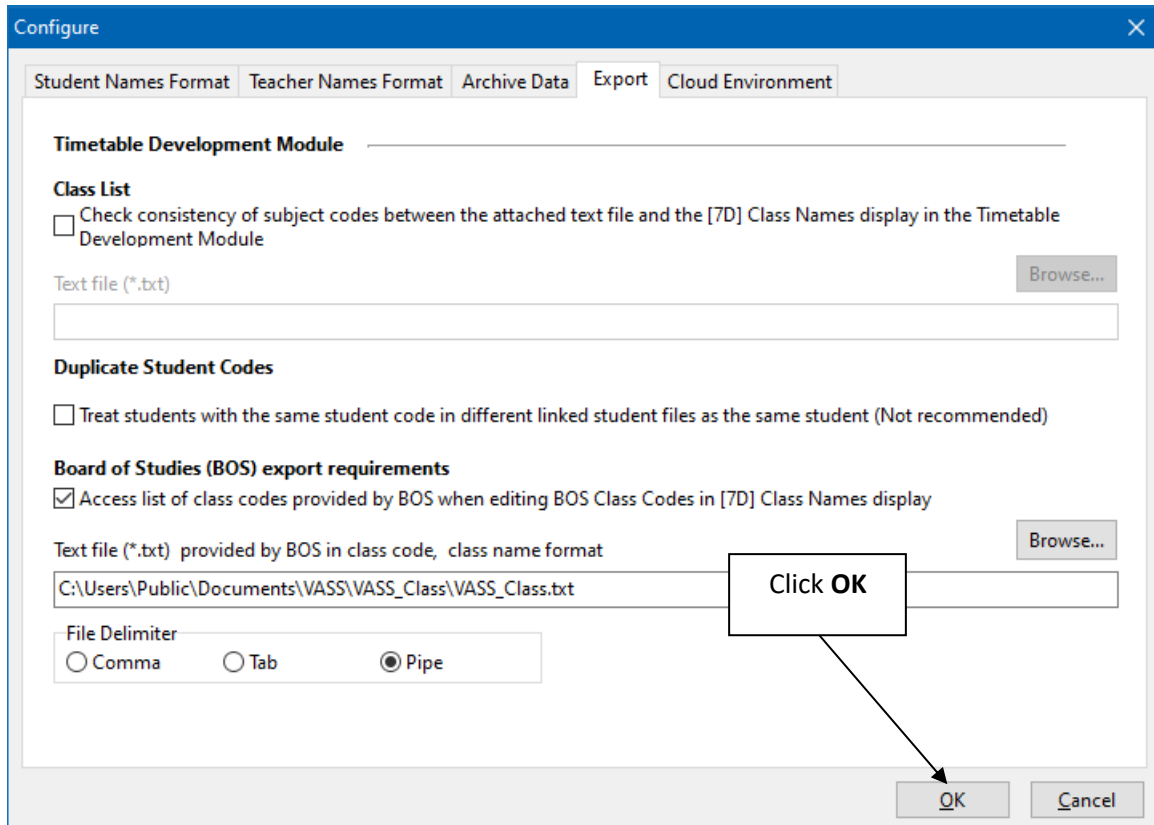 Configure
Student Names Format Teacher Names Format Archive Data Export Cloud Environment
Timetable Development Module
Class List
Check consistency of subject codes between the attached text file and the [7D] Class Names display in the Timetable
Development Module
Browse...
Text file (*.txt)
Duplicate Student Codes
Treat students with the same student code in different linked student files as the same student (Not recommended)
Board of Studies (BOS) export requirements
Access list of class codes provided by BOS when editing BOS Class Codes in [7D] Class Names display
Browse...
Text file (*.txt) provided by BOS in class code, class name format
C:\Users\Public\Documents\VASS\VASS_Class\VASS_Class.txt
Click OK
File Delimiter
Comma Tab Pipe
OK Cancel